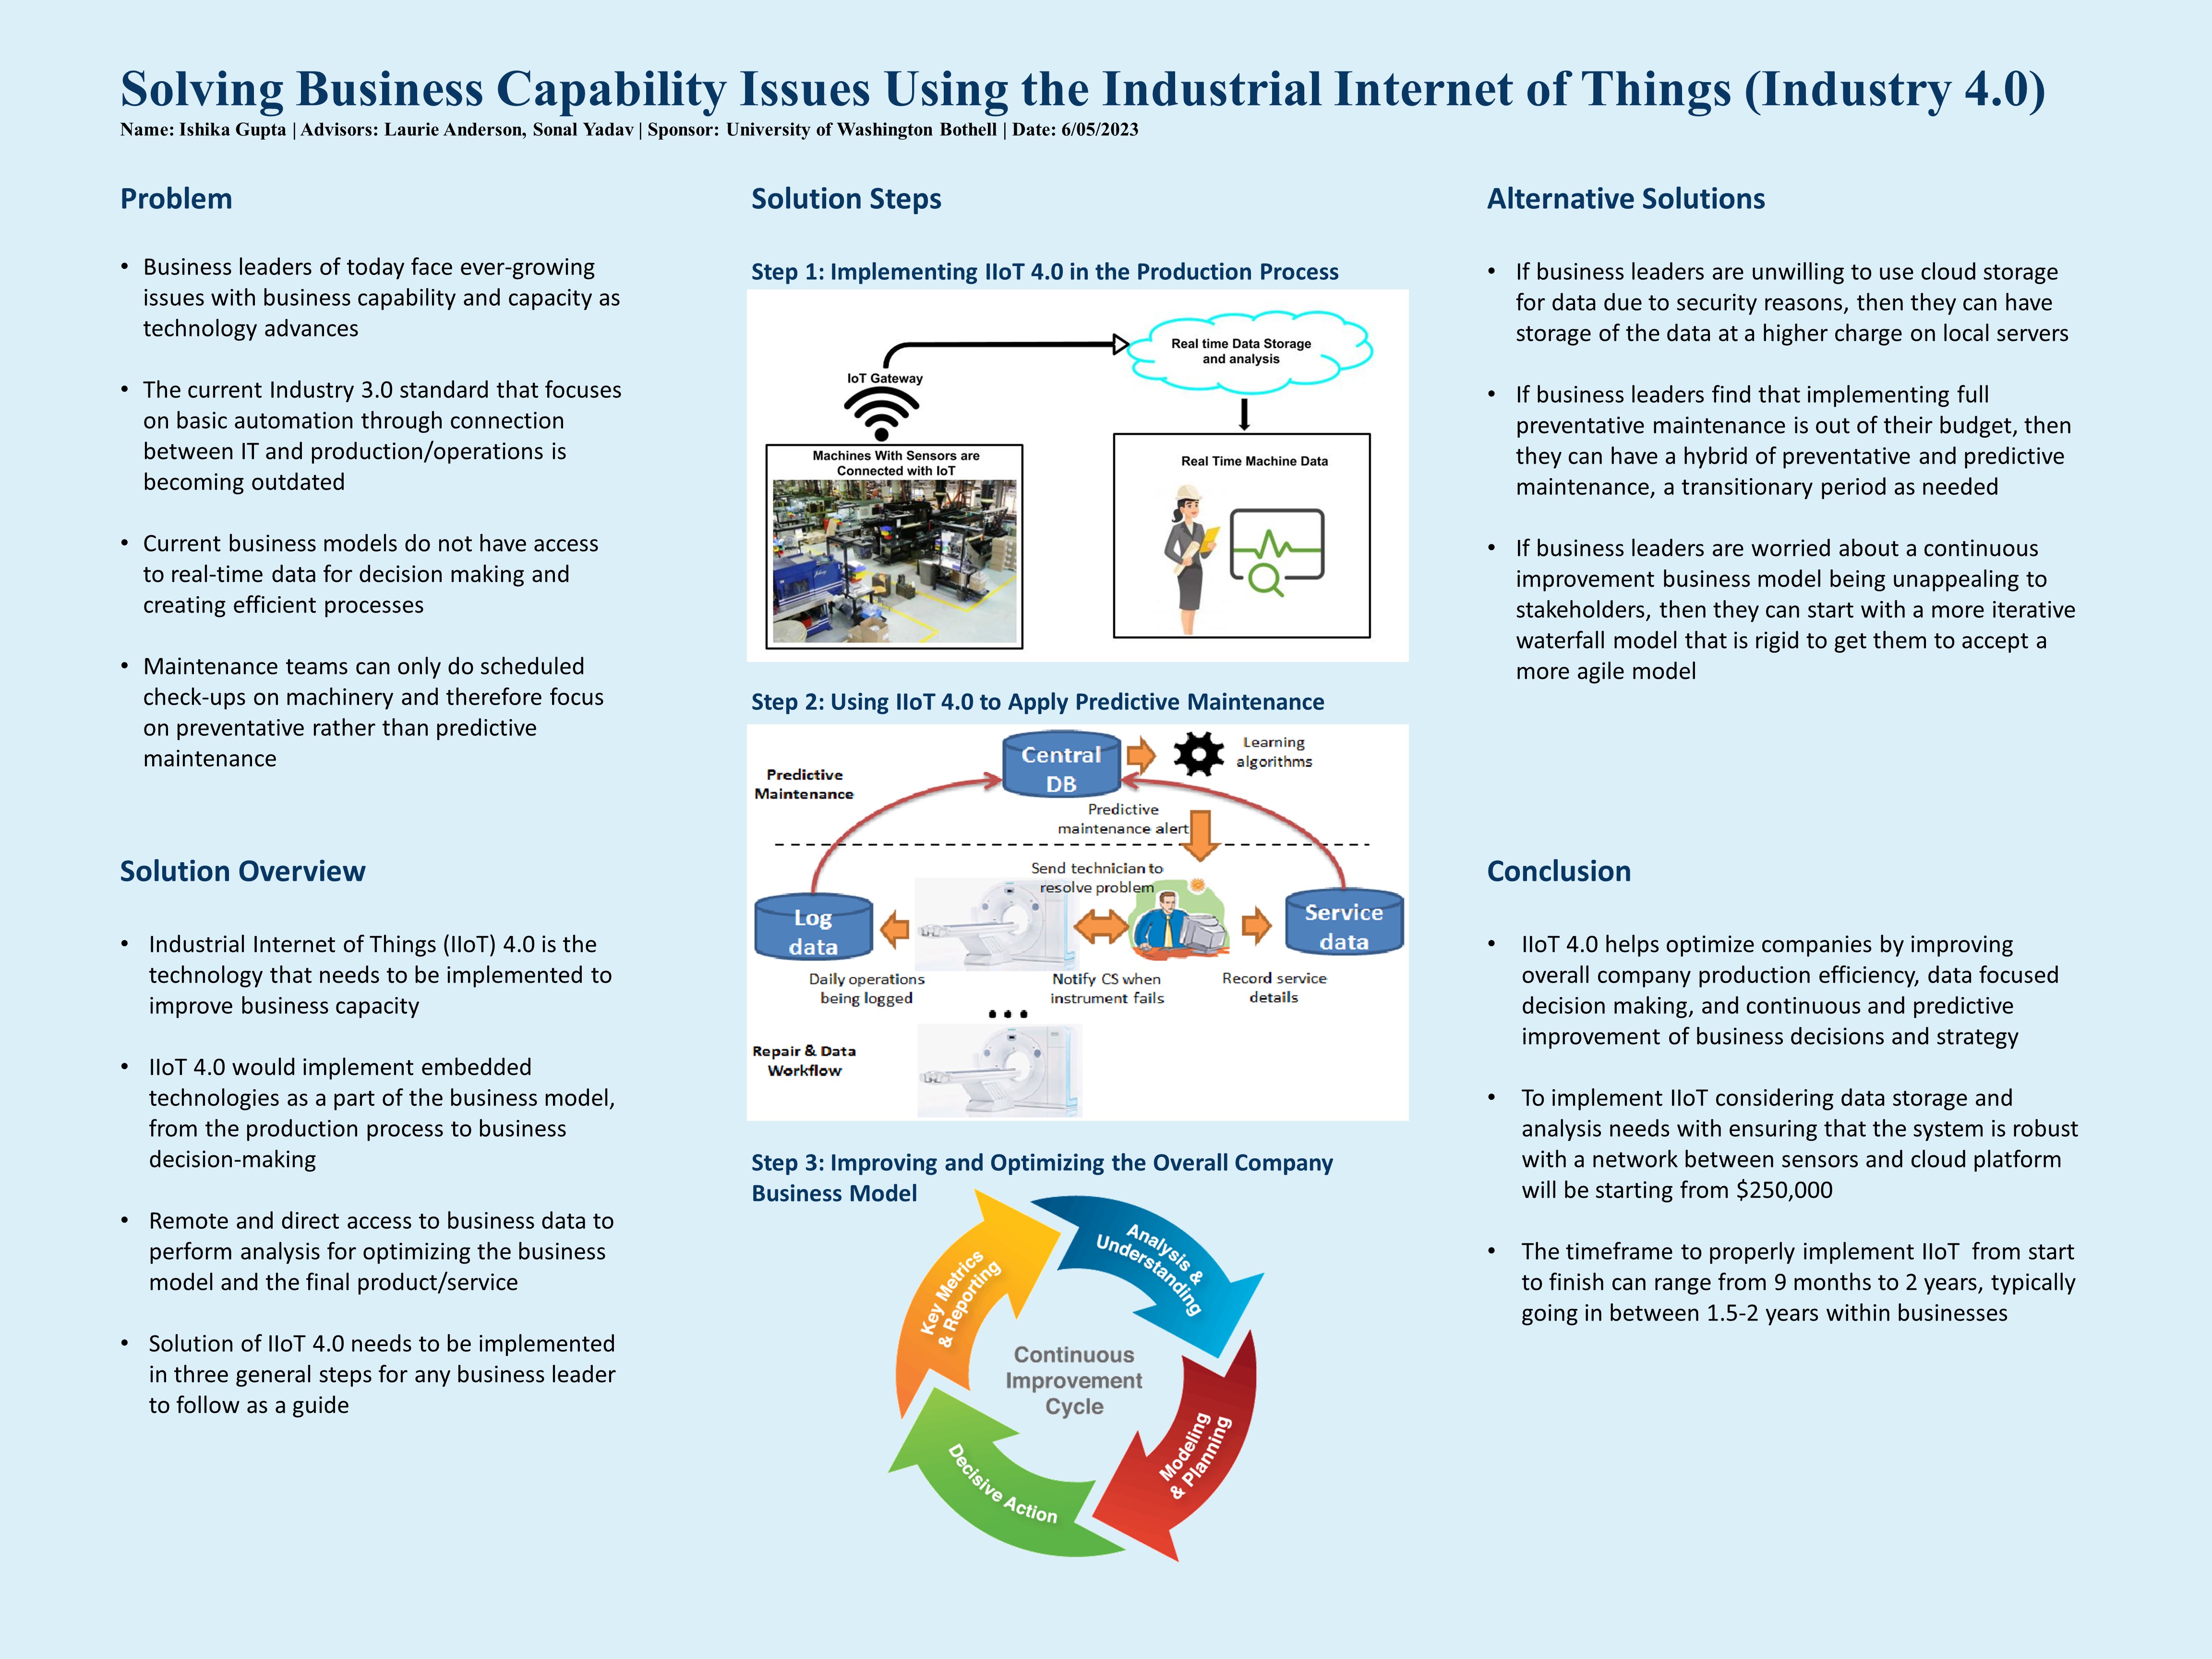 Solving Business Capability Issues Using the Industrial Internet of Things (Industry 4.0)
Name: Ishika Gupta | Advisors: Laurie Anderson, Sonal Yadav | Sponsor: University of Washington Bothell | Date: 6/05/2023
Problem
• Business leaders of today face ever-growing
issues with business capability and capacity as
technology advances
• The current Industry 3.0 standard that focuses
on basic automation through connection
between IT and production/operations is
becoming outdated
• Current business models do not have access
to real-time data for decision making and
creating efficient processes
• Maintenance teams can only do scheduled
check-ups on machinery and therefore focus
on preventative rather than predictive
maintenance
Solution Overview
• Industrial Internet of Things (IIoT) 4.0 is the
technology that needs to be implemented to
improve business capacity
• IIoT 4.0 would implement embedded
technologies as a part of the business model,
from the production process to business
decision-making
• Remote and direct access to business data to
perform analysis for optimizing the business
model and the final product/service
• Solution of IIoT 4.0 needs to be implemented
in three general steps for any business leader
to follow as a guide
Solution Steps
Step 1: Implementing IIoT 4.0 in the Production Process
Real time Data Storage
and analysis
IoT Gateway
Machines With Sensors are
Connected with IoT
Real Time Machine Data
Step 2: Using IIoT 4.0 to Apply Predictive Maintenance
Central
DB
Learning
algorithms
Predictive
Maintenance
Predictive
maintenance alert
Send technician to
resolve problem
Log
data
Service
data
Daily operations
being logged
Notify CS when
instrument fails
Record service
details
...
Repair & Data
Workflow
Step 3: Improving and Optimizing the Overall Company
Business Model
Analysis &
Understanding
Key Metrics
& Reporting
Continuous
Improvement
Cycle
Modeling
& Planning
Decisive Action
Alternative Solutions
• If business leaders are unwilling to use cloud storage
for data due to security reasons, then they can have
storage of the data at a higher charge on local servers
• If business leaders find that implementing full
preventative maintenance is out of their budget, then
they can have a hybrid of preventative and predictive
maintenance, a transitionary period as needed
• If business leaders are worried about a continuous
improvement business model being unappealing to
stakeholders, then they can start with a more iterative
waterfall model that is rigid to get them to accept a
more agile model
Conclusion
• IIoT 4.0 helps optimize companies by improving
overall company production efficiency, data focused
decision making, and continuous and predictive
improvement of business decisions and strategy
• To implement IIoT considering data storage and
analysis needs with ensuring that the system is robust
with a network between sensors and cloud platform
will be starting from $250,000
• The timeframe to properly implement IIoT from start
to finish can range from 9 months to 2 years, typically
going in between 1.5-2 years within businesses